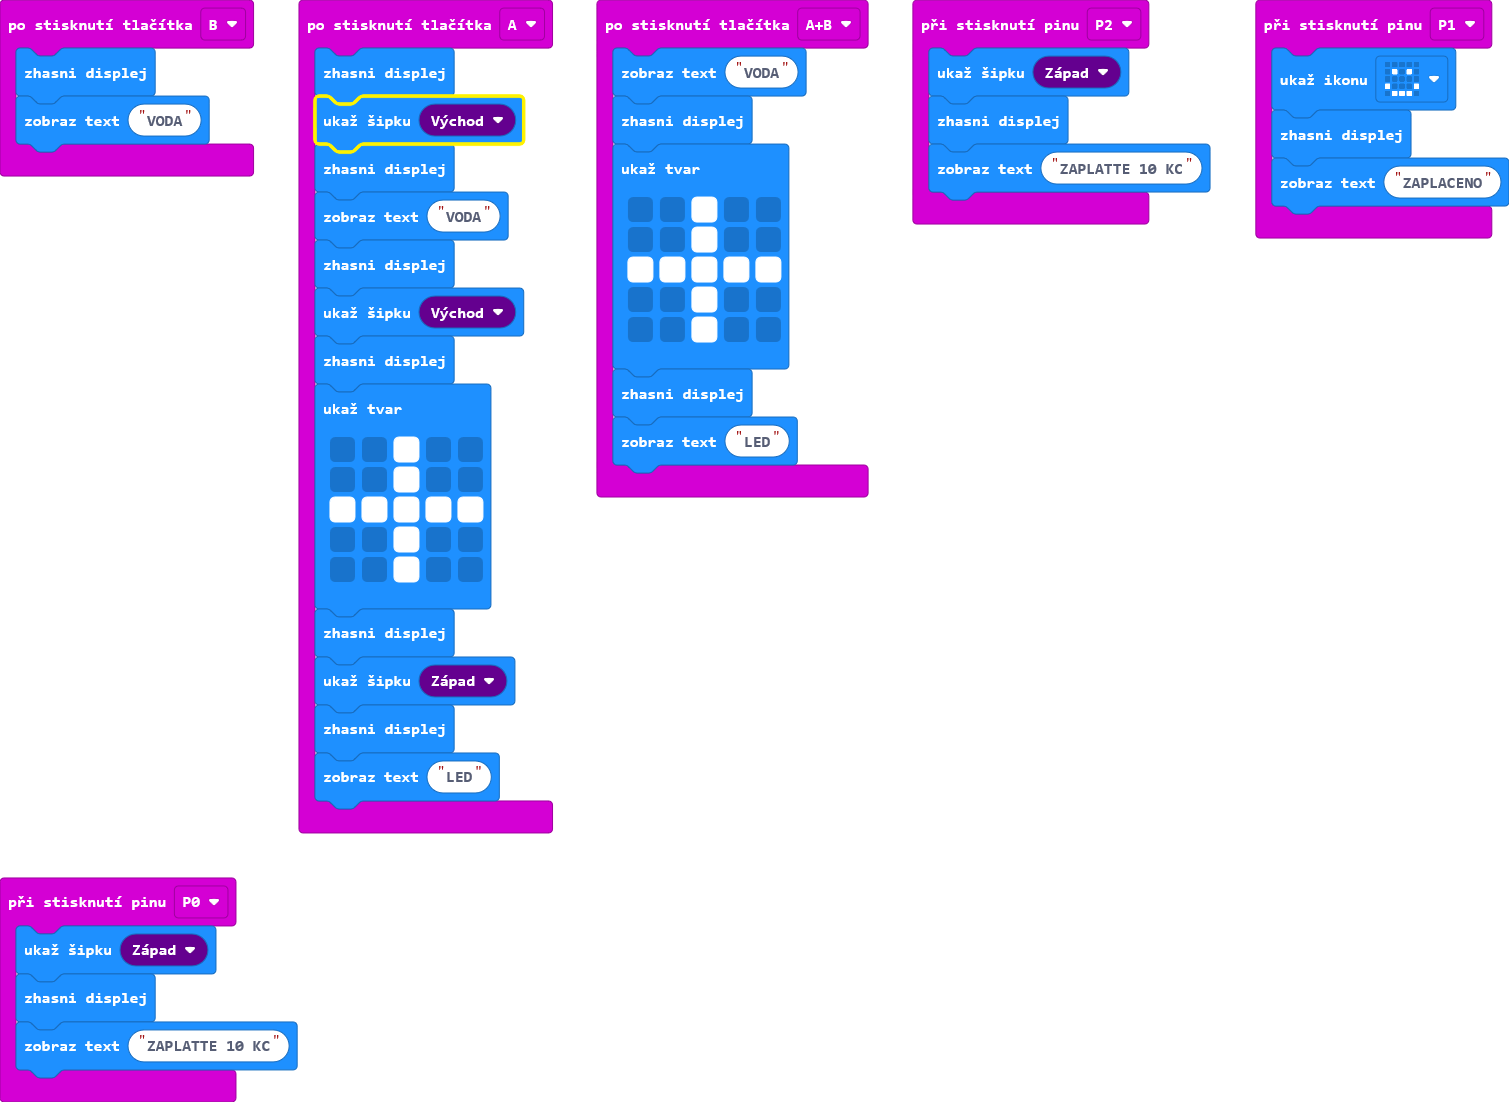 po stisknutí tlačítka B
zhasni displej
zobraz text "VODA"
po stisknutí tlačítka A
zhasni displej
ukaž šipku Východ
zhasni displej
zobraz text "VODA"
zhasni displej
ukaž šipku Východ
zhasni displej
ukaž tvar
zhasni displej
ukaž šipku Západ
zhasni displej
zobraz text "LED"
po stisknutí tlačítka A+B
zobraz text "VODA"
zhasni displej
ukaž tvar
zhasni displej
zobraz text "LED"
při stisknutí pinu P2
ukaž šipku Západ
zhasni displej
zobraz text "ZAPLATTE 10 KC"
při stisknutí pinu P1
ukaž ikonu
zhasni displej
zobraz text "ZAPLACENO"
při stisknutí pinu P0
ukaž šipku Západ
zhasni displej
zobraz text "ZAPLATTE 10 KC"